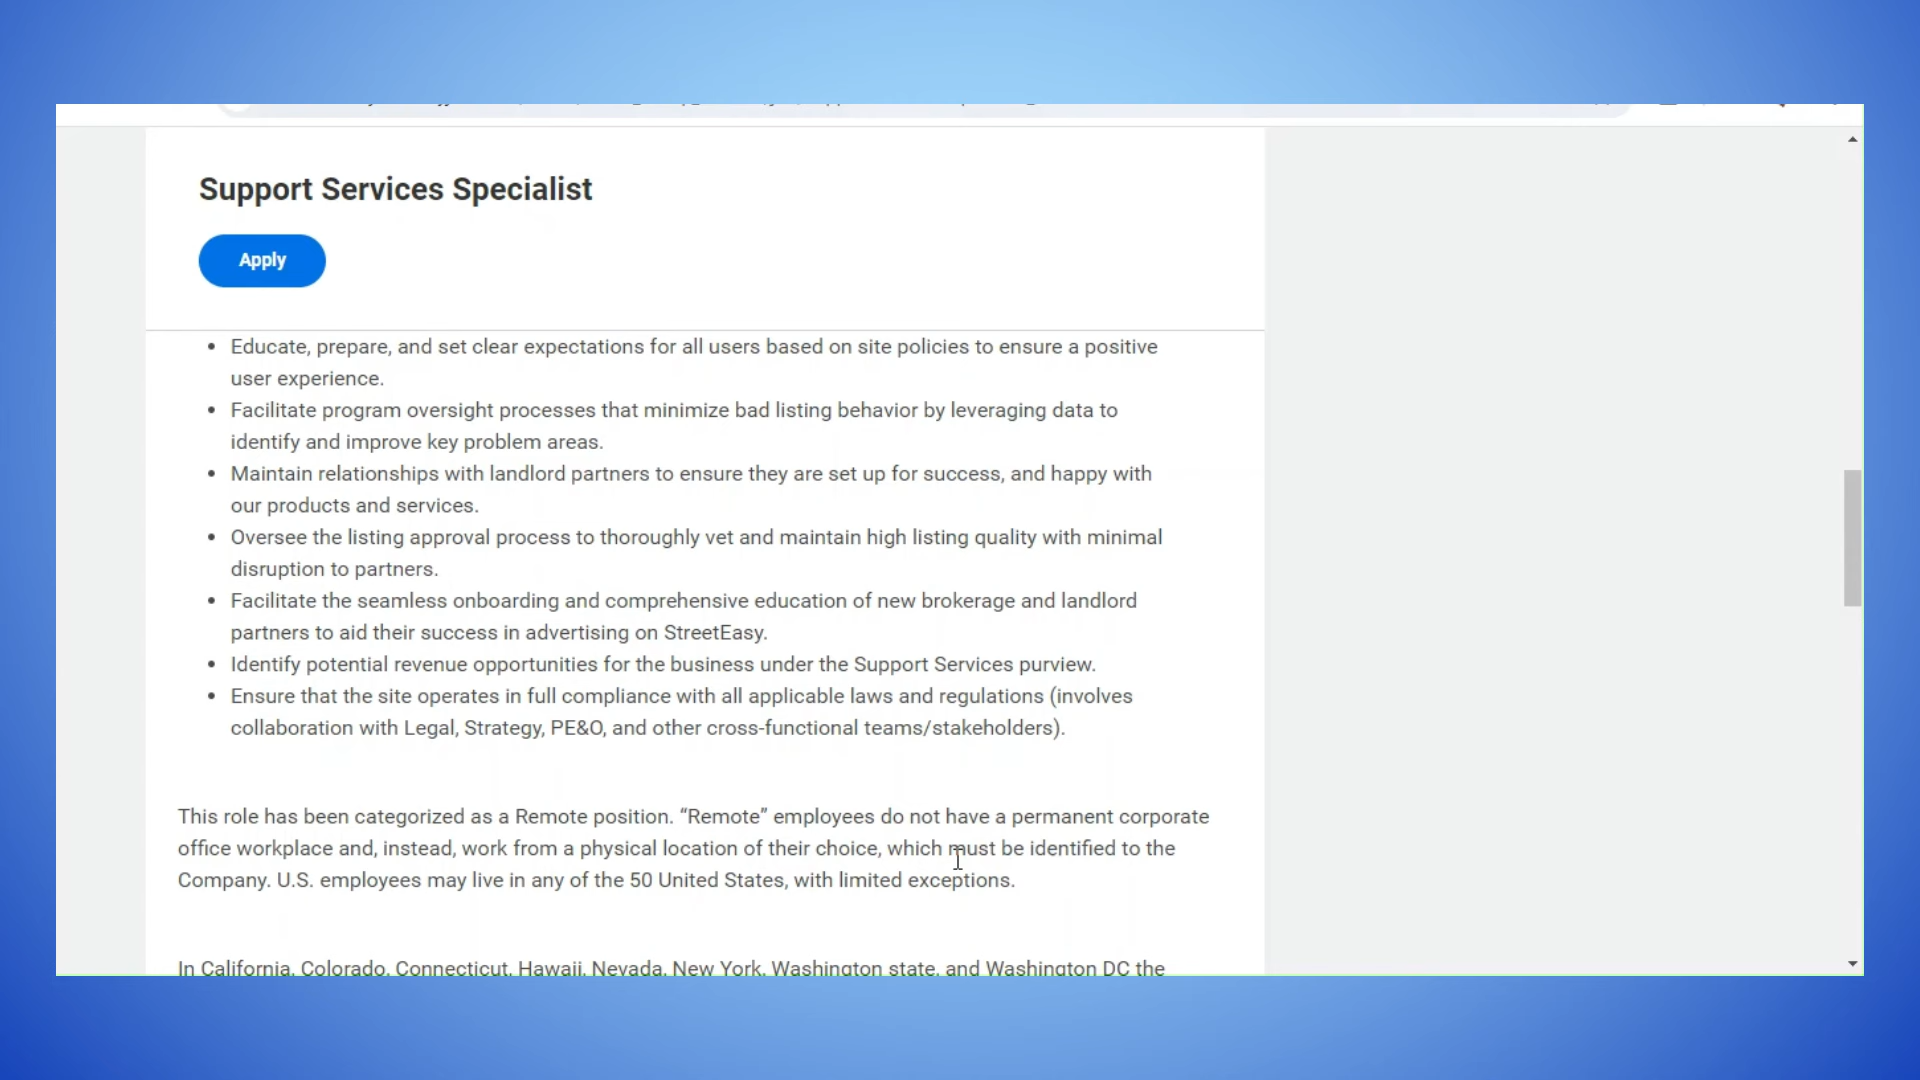 Support Services Specialist
Apply
• Educate, prepare, and set clear expectations for all users based on site policies to ensure a positive
user experience.
• Facilitate program oversight processes that minimize bad listing behavior by leveraging data to
identify and improve key problem areas.
• Maintain relationships with landlord partners to ensure they are set up for success, and happy with
our products and services.
• Oversee the listing approval process to thoroughly vet and maintain high listing quality with minimal
disruption to partners.
• Facilitate the seamless onboarding and comprehensive education of new brokerage and landlord
partners to aid their success in advertising on StreetEasy.
• Identify potential revenue opportunities for the business under the Support Services purview.
• Ensure that the site operates in full compliance with all applicable laws and regulations (involves
collaboration with Legal, Strategy, PE&O, and other cross-functional teams/stakeholders).
This role has been categorized as a Remote position. “Remote” employees do not have a permanent corporate
office workplace and, instead, work from a physical location of their choice, which must be identified to the
Company. U.S. employees may live in any of the 50 United States, with limited exceptions.
In California, Colorado, Connecticut, Hawaii, Nevada, New York, Washington state, and Washington DC the